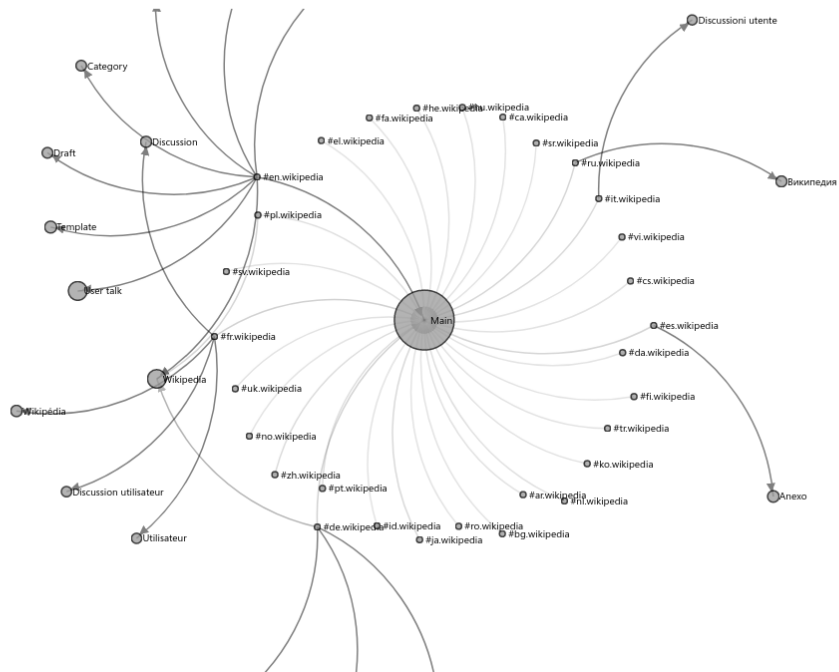 Discussioni utente
Category
#he.wikipedia
#hu.wikipedia
#fa.wikipedia
#ca.wikipedia
#el.wikipedia
Discussion
#sr.wikipedia
Draft
#ru.wikipedia
#en.wikipedia
Википедия
#it.wikipedia
#pl.wikipedia
Template
#vi.wikipedia
#sv.wikipedia
#cs.wikipedia
User talk
Main
#es.wikipedia
#fr.wikipedia
#da.wikipedia
Wikipedia
#uk.wikipedia
#fi.wikipedia
Wikipédia
#tr.wikipedia
#no.wikipedia
#ko.wikipedia
#zh.wikipedia
#pt.wikipedia
Discussion utilisateur
#ar.wikipedia
#nl.wikipedia
Anexo
#de.wikipedia
#id.wikipedia
#ro.wikipedia
#bg.wikipedia
Utilisateur
#ja.wikipedia